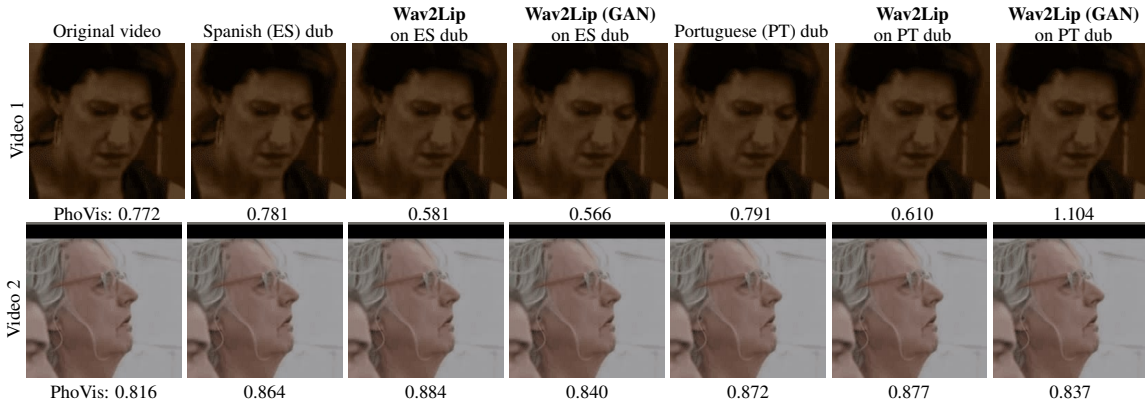 Original video Spanish (ES) dub Wav2Lip on ES dub Wav2Lip (GAN) on ES dub Portuguese (PT) dub Wav2Lip on PT dub Wav2Lip (GAN) on PT dub
Video 1
PhoVis: 0.772 0.781 0.581 0.566 0.791 0.610 1.104
Video 2
PhoVis: 0.816 0.864 0.884 0.840 0.872 0.877 0.837